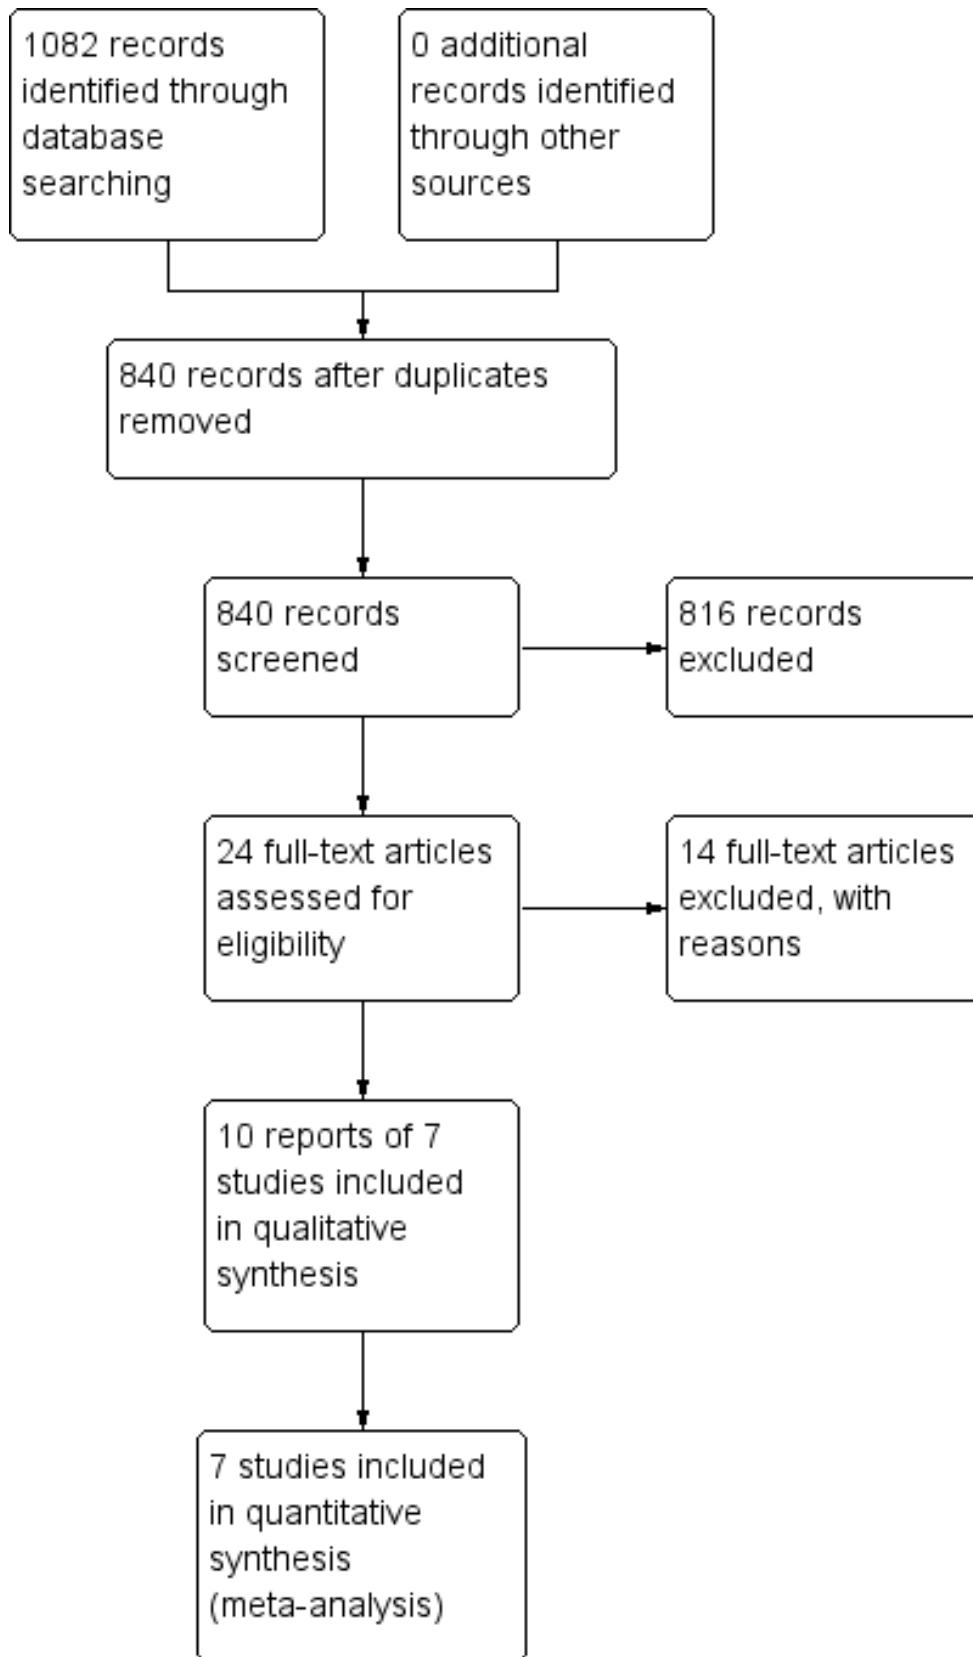 1082 records
identified through
database
searching
0 additional
records identified
through other
sources
840 records after duplicates
removed
840 records
screened
816 records
excluded
24 full-text articles
assessed for
eligibility
14 full-text articles
excluded, with
reasons
10 reports of 7
studies included
in qualitative
synthesis
7 studies included
in quantitative
synthesis
(meta-analysis)